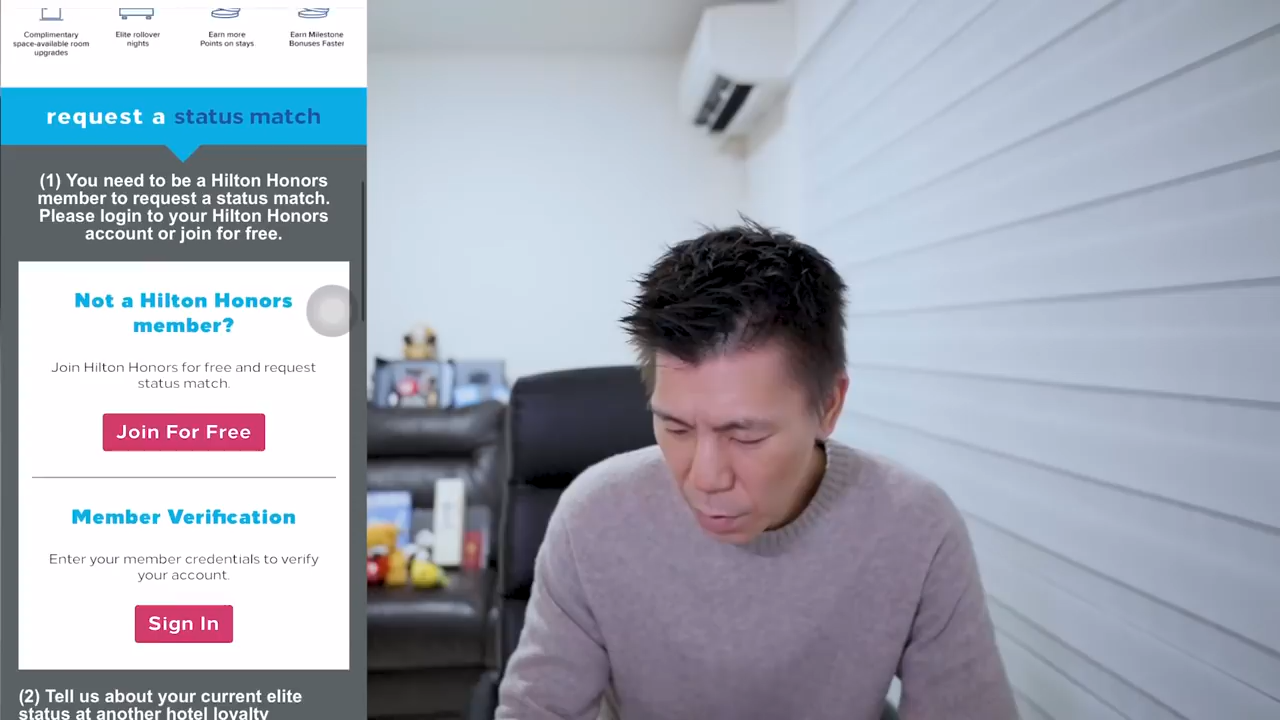 Complimentary
space-available room
upgrades
Elite rollover
nights
Earn more
Points on stays
Earn Milestone
Bonuses Faster
request a status match
(1) You need to be a Hilton Honors
member to request a status match.
Please login to your Hilton Honors
account or join for free.
Not a Hilton Honors
member?
Join Hilton Honors for free and request
status match.
Join For Free
Member Verification
Enter your member credentials to verify
your account.
Sign In
(2) Tell us about your current elite
status at another hotel loyalty